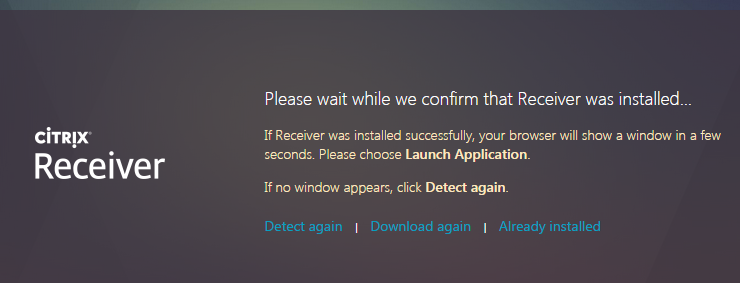 Please wait while we confirm that Receiver was installed...
CiTRIX®
Receiver
If Receiver was installed successfully, your browser will show a window in a few
seconds. Please choose Launch Application.
If no window appears, click Detect again.
Detect again | Download again | Already installed